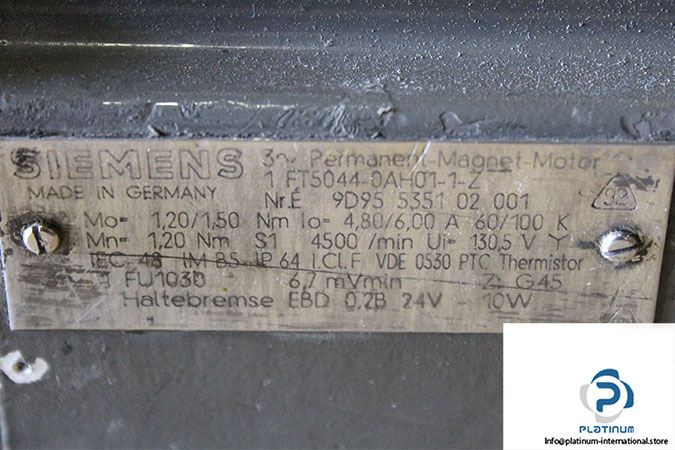 SIEMENS 3~ Permanent-Magnet-Motor
1 FT5044-0AH01-1-Z
MADE IN GERMANY Nr.E 9D95 5351 02 001
92
Mo= 1,20/1,50 Nm Io= 4,80/6,00 A 60/100 K
Mn= 1,20 Nm S1 4500 /min Ui= 130,5 V Y
IEC 48 IM B5 IP 64 I.Cl.F VDE 0530 PTC Thermistor
FU1030 6,7 mVmin Z: G45
Haltebremse EBD 0,2B 24V - 10W
PLATINUM
Info@platinum-international.store